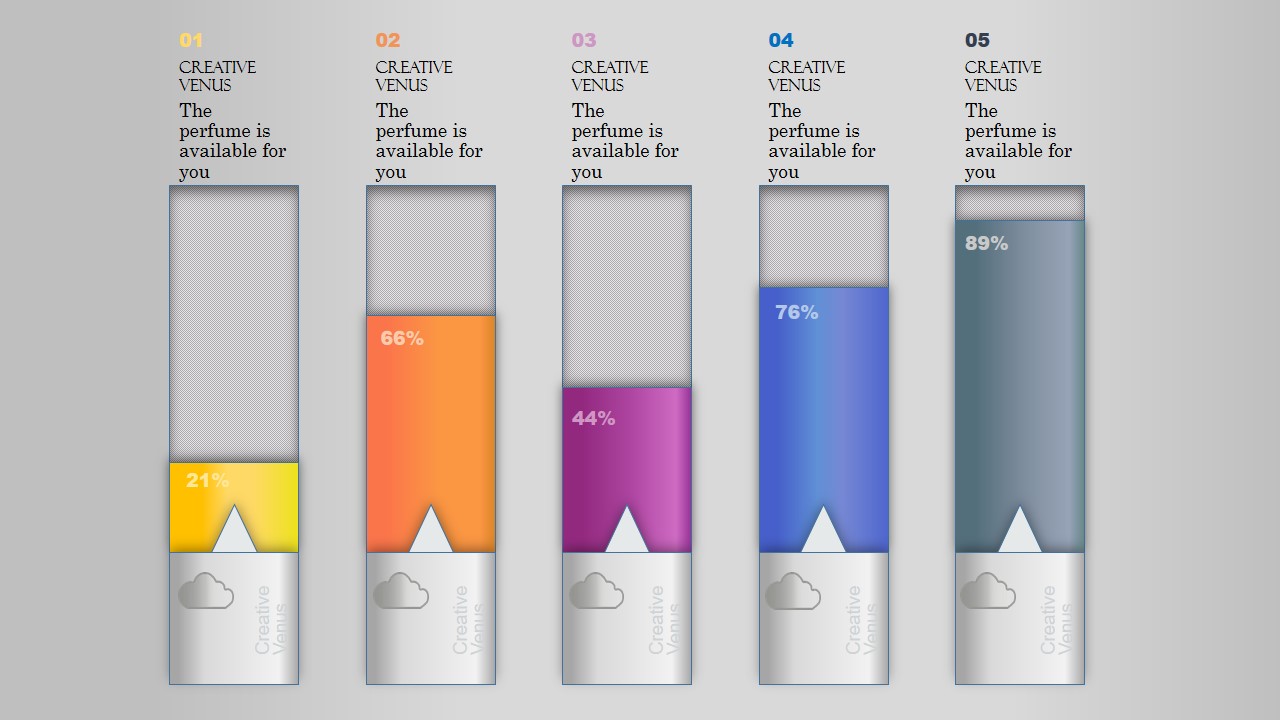 01
CREATIVE
VENUS
The
perfume is
available for
you
21%
Creative
Venus
02
CREATIVE
VENUS
The
perfume is
available for
you
66%
Creative
Venus
03
CREATIVE
VENUS
The
perfume is
available for
you
44%
Creative
Venus
04
CREATIVE
VENUS
The
perfume is
available for
you
76%
Creative
Venus
05
CREATIVE
VENUS
The
perfume is
available for
you
89%
Creative
Venus